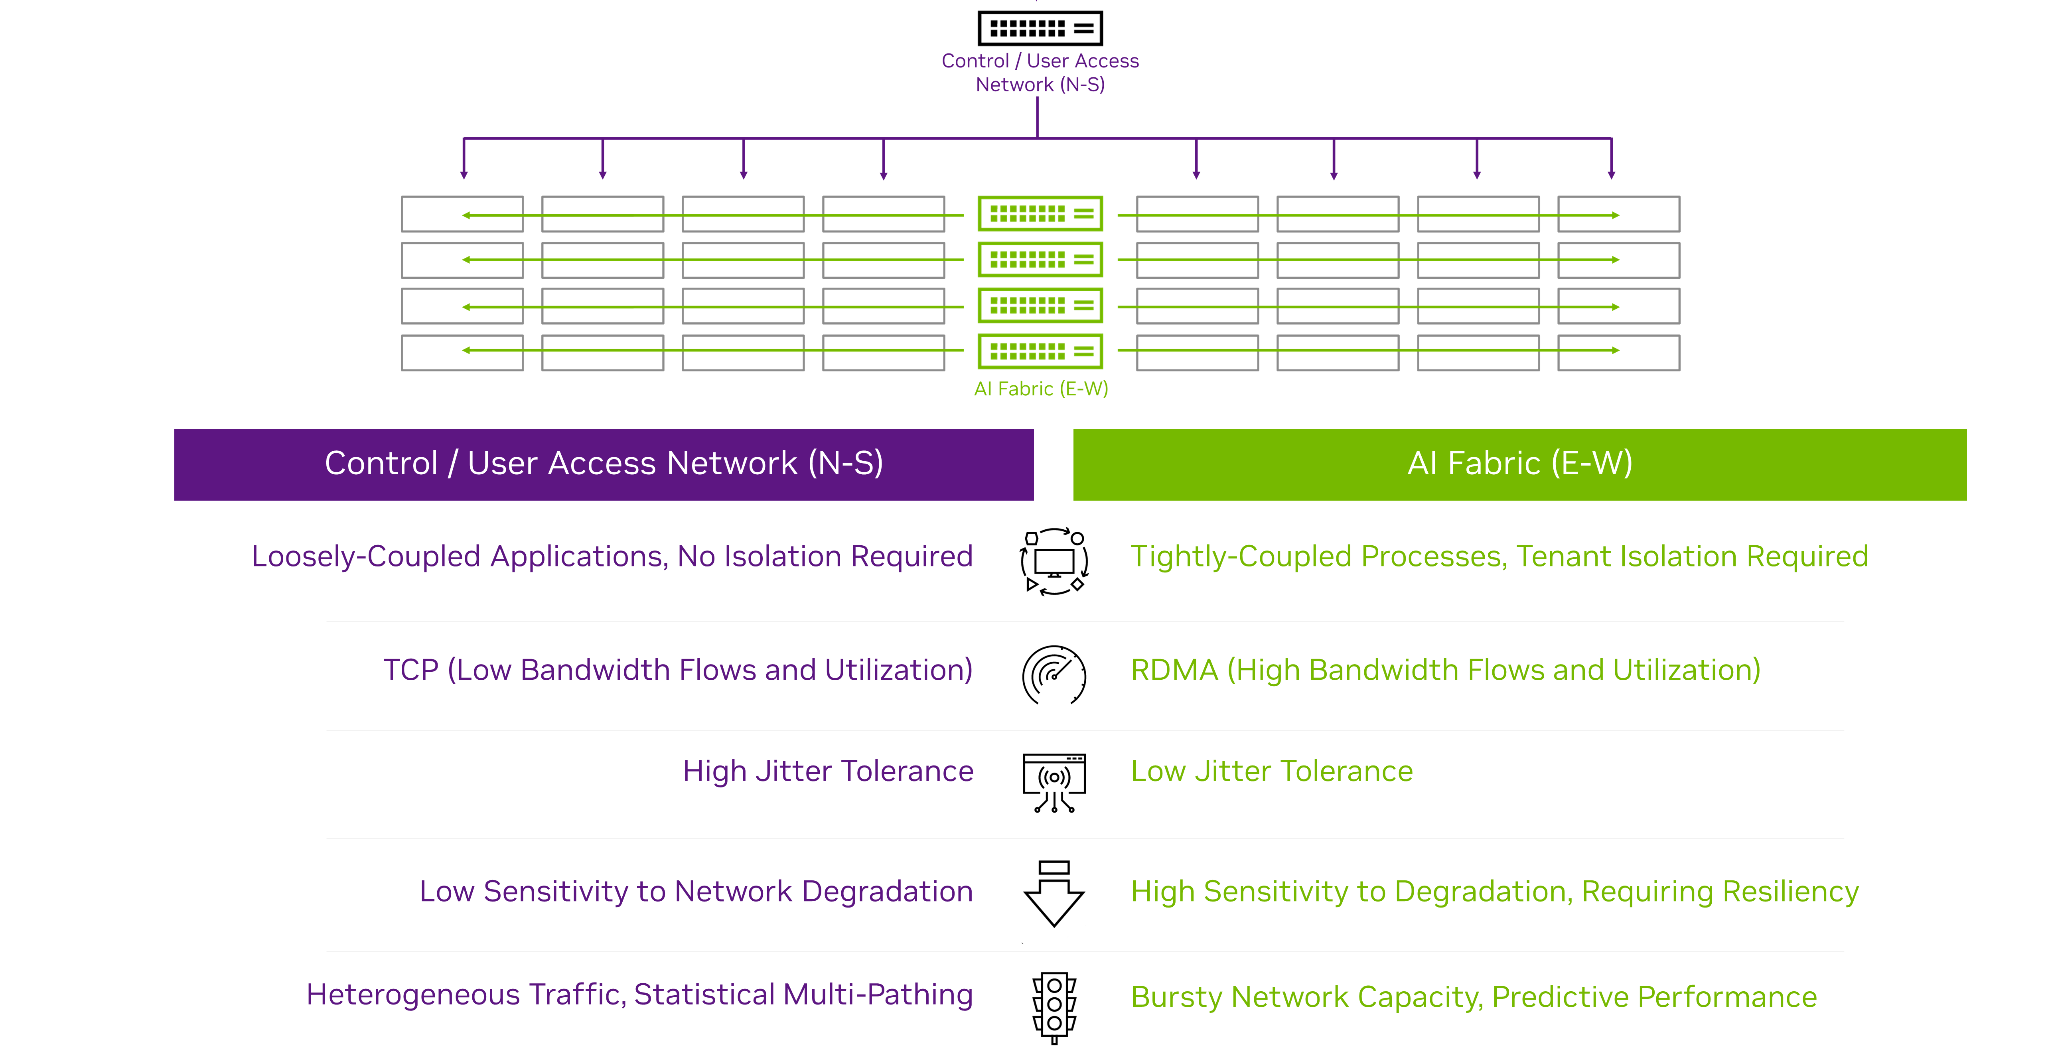 Control / User Access
Network (N-S)
AI Fabric (E-W)
Control / User Access Network (N-S)
AI Fabric (E-W)
Loosely-Coupled Applications, No Isolation Required
Tightly-Coupled Processes, Tenant Isolation Required
TCP (Low Bandwidth Flows and Utilization)
RDMA (High Bandwidth Flows and Utilization)
High Jitter Tolerance
Low Jitter Tolerance
Low Sensitivity to Network Degradation
High Sensitivity to Degradation, Requiring Resiliency
Heterogeneous Traffic, Statistical Multi-Pathing
Bursty Network Capacity, Predictive Performance